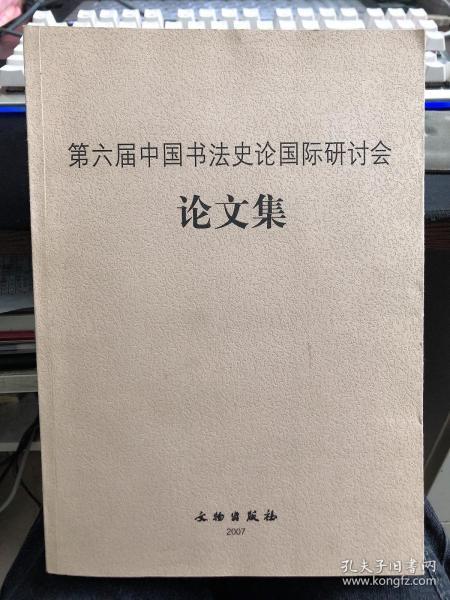 第六届中国书法史论国际研讨会
论文集
文物出版社
2007
孔夫子旧书网
www.kongfz.com